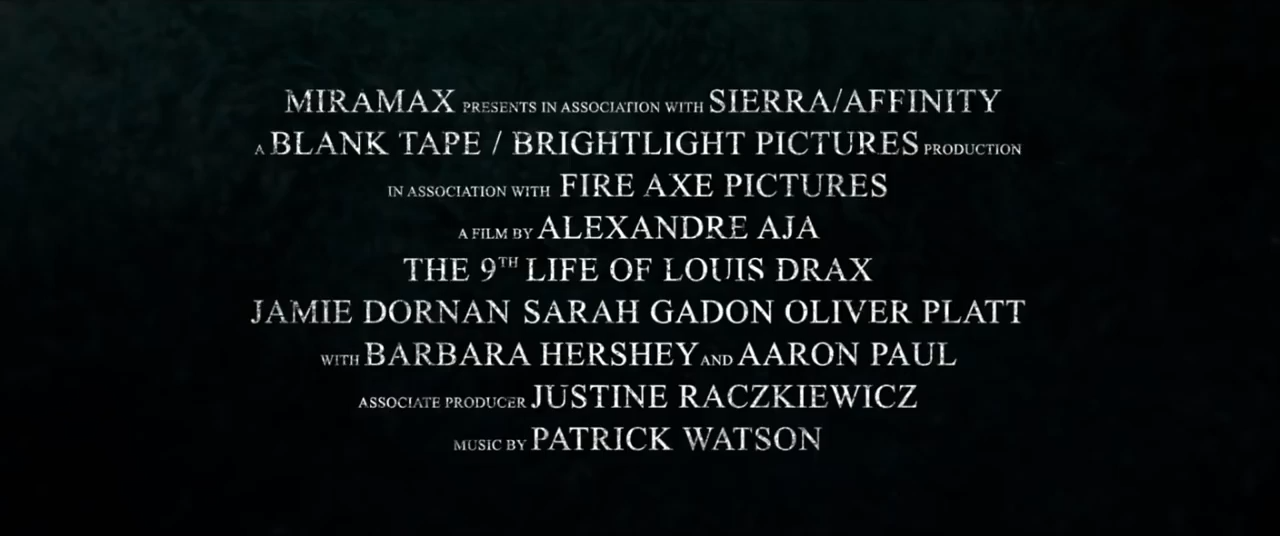 MIRAMAX PRESENTS IN ASSOCIATION WITH SIERRA/AFFINITY
A BLANK TAPE / BRIGHTLIGHT PICTURES PRODUCTION
IN ASSOCIATION WITH FIRE AXE PICTURES
A FILM BY ALEXANDRE AJA
THE 9TH LIFE OF LOUIS DRAX
JAMIE DORNAN SARAH GADON OLIVER PLATT
WITH BARBARA HERSHEY AND AARON PAUL
ASSOCIATE PRODUCER JUSTINE RACZKIEWICZ
MUSIC BY PATRICK WATSON